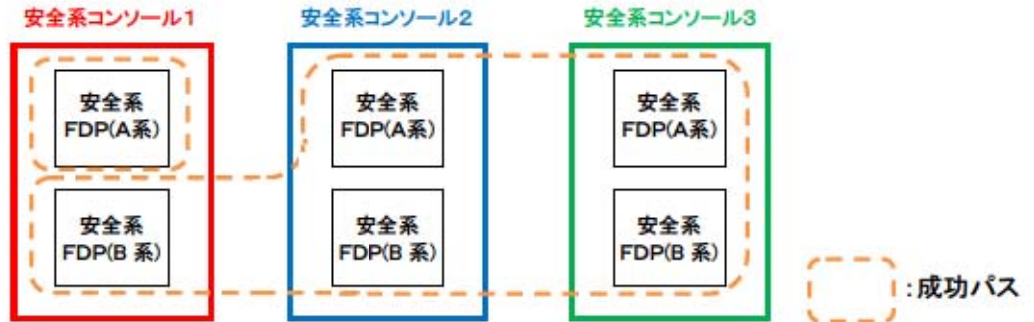 安全系コンソール1
安全系コンソール2
安全系コンソール3
安全系
FDP(A系)
安全系
FDP(A系)
安全系
FDP(A系)
安全系
FDP(B 系)
安全系
FDP(B 系)
安全系
FDP(B 系)
:成功パス